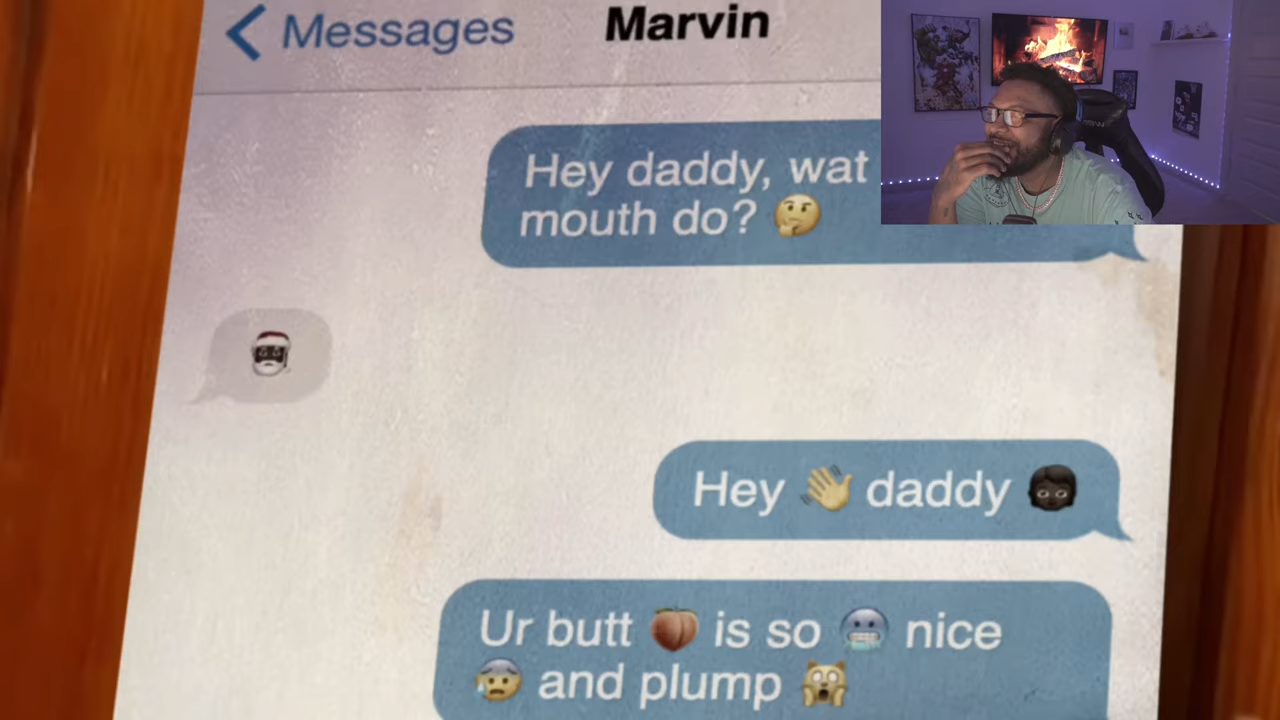 Messages
Marvin
Hey daddy, wat
mouth do? 🤔
🎅🏿
Hey 👋 daddy 👩🏿
Ur butt 🍑 is so 🥶 nice
😰 and plump 🙀